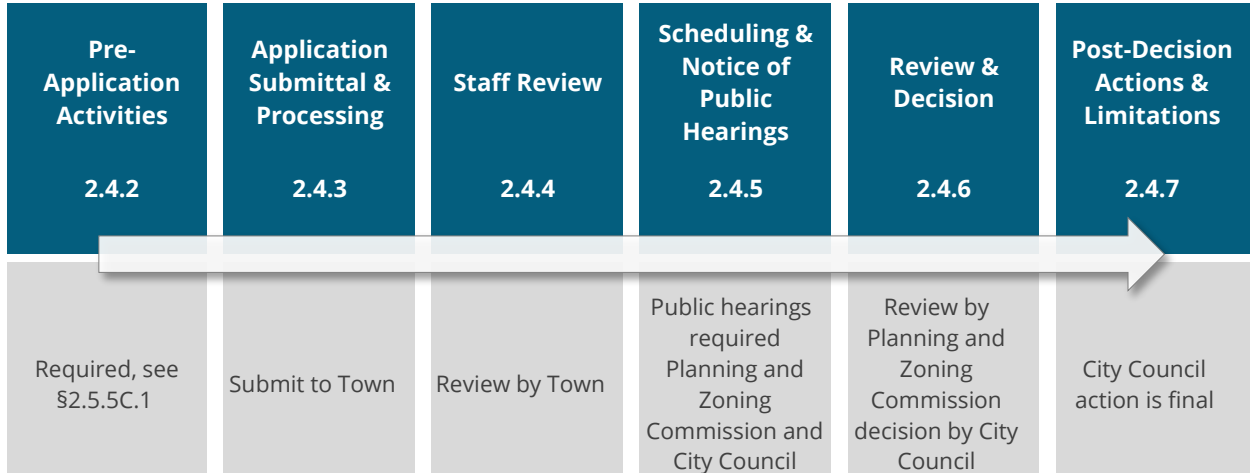 Pre-
Application
Activities
2.4.2
Application
Submittal &
Processing
2.4.3
Staff Review
2.4.4
Scheduling &
Notice of
Public
Hearings
2.4.5
Review &
Decision
2.4.6
Post-Decision
Actions &
Limitations
2.4.7
Required, see
§2.5.5C.1
Submit to Town
Review by Town
Public hearings
required
Planning and
Zoning
Commission and
City Council
Review by
Planning and
Zoning
Commission
decision by City
Council
City Council
action is final